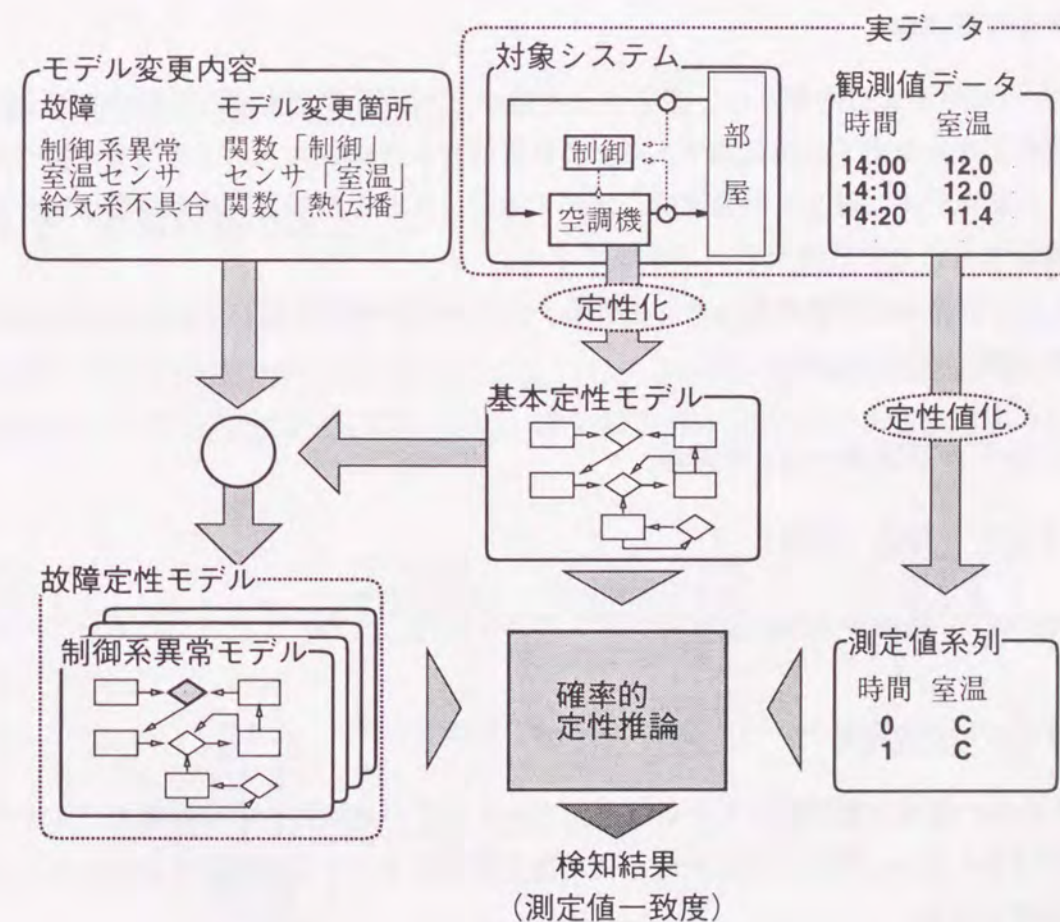 実データ
モデル変更内容
故障 モデル変更箇所
制御系異常 関数「制御」
室温センサ センサ「室温」
給気系不具合 関数「熱伝播」
対象システム
制御
空調機
部屋
観測値データ
時間 室温
14:00 12.0
14:10 12.0
14:20 11.4
定性化
定性値化
基本定性モデル
故障定性モデル
制御系異常モデル
確率的
定性推論
測定値系列
時間 室温
0 C
1 C
検知結果
(測定値一致度)